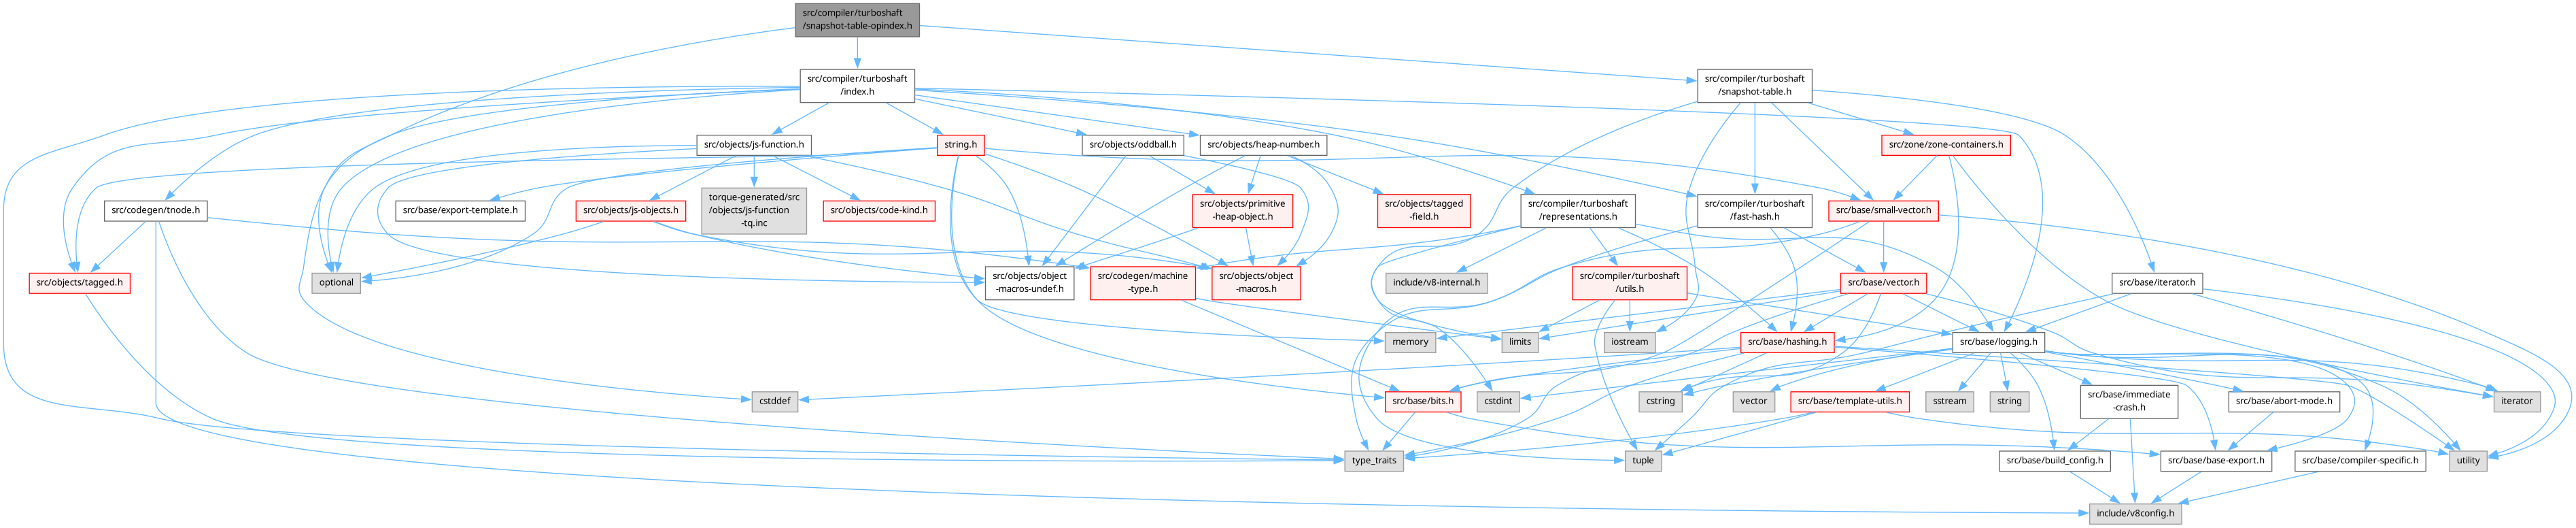 src/compiler/turboshaft
/snapshot-table-opindex.h
src/compiler/turboshaft
/index.h
src/compiler/turboshaft
/snapshot-table.h
src/objects/js-function.h
string.h
src/objects/oddball.h
src/objects/heap-number.h
src/zone/zone-containers.h
src/codegen/tnode.h
src/base/export-template.h
src/objects/js-objects.h
torque-generated/src
/objects/js-function
-tq.inc
src/objects/code-kind.h
src/objects/primitive
-heap-object.h
src/objects/tagged
-field.h
src/compiler/turboshaft
/representations.h
src/compiler/turboshaft
/fast-hash.h
src/base/small-vector.h
src/objects/tagged.h
optional
src/objects/object
-macros-undef.h
src/codegen/machine
-type.h
src/objects/object
-macros.h
include/v8-internal.h
src/compiler/turboshaft
/utils.h
src/base/vector.h
src/base/iterator.h
memory
limits
iostream
src/base/hashing.h
src/base/logging.h
cstddef
src/base/bits.h
cstdint
cstring
vector
src/base/template-utils.h
sstream
string
src/base/immediate
-crash.h
src/base/abort-mode.h
iterator
type_traits
tuple
src/base/build_config.h
src/base/base-export.h
src/base/compiler-specific.h
utility
include/v8config.h